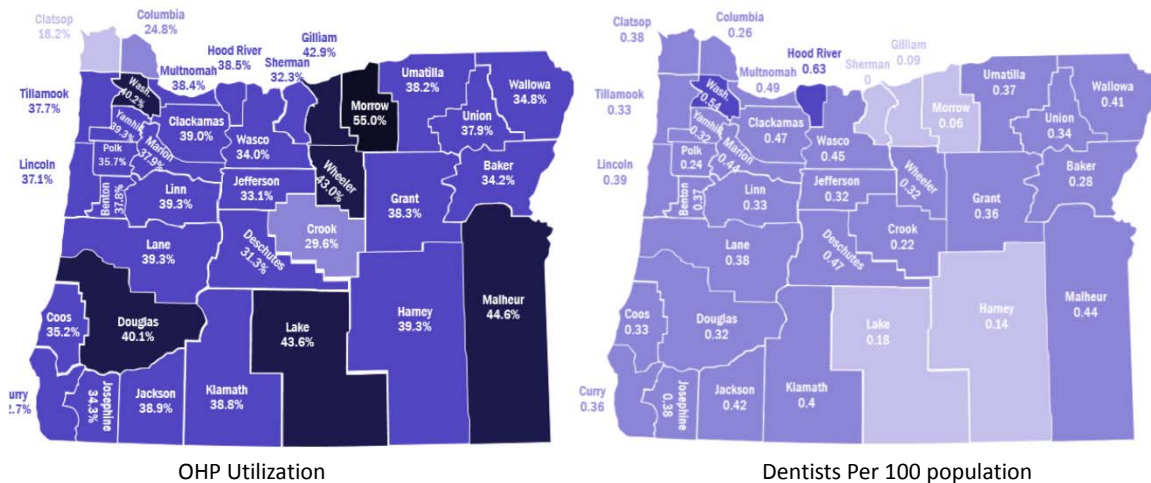 Clatsop
18.2%
Columbia
24.8%
Multnomah
38.4%
Hood River
38.5%
Sherman
32.3%
Gilliam
42.9%
Morrow
55.0%
Umatilla
38.2%
Wallowa
34.8%
Union
37.9%
Tillamook
37.7%
Wash.
40.2%
Yamhill
39.3%
Clackamas
39.0%
Wasco
34.0%
Lincoln
37.1%
Polk
35.7%
Marion
37.9%
Baker
34.2%
Wheeler
43.0%
Benton
37.8%
Linn
39.3%
Jefferson
33.1%
Grant
38.3%
Crook
29.6%
Lane
39.3%
Deschutes
31.3%
Coos
35.2%
Douglas
40.1%
Lake
43.6%
Harney
39.3%
Malheur
44.6%
urry
2.7%
Josephine
34.3%
Jackson
38.9%
Klamath
38.8%
OHP Utilization
Clatsop
0.38
Columbia
0.26
Multnomah
0.49
Hood River
0.63
Sherman
0
Gilliam
0.09
Morrow
0.06
Umatilla
0.37
Wallowa
0.41
Union
0.34
Tillamook
0.33
Wash.
0.54
Yamhill
0.32
Clackamas
0.47
Wasco
0.45
Lincoln
0.39
Polk
0.24
Marion
0.44
Baker
0.28
Wheeler
0.32
Benton
0.37
Linn
0.33
Jefferson
0.32
Grant
0.36
Crook
0.22
Lane
0.38
Deschutes
0.47
Coos
0.33
Douglas
0.32
Lake
0.18
Harney
0.14
Malheur
0.44
Curry
0.36
Josephine
0.38
Jackson
0.42
Klamath
0.4
Dentists Per 100 population